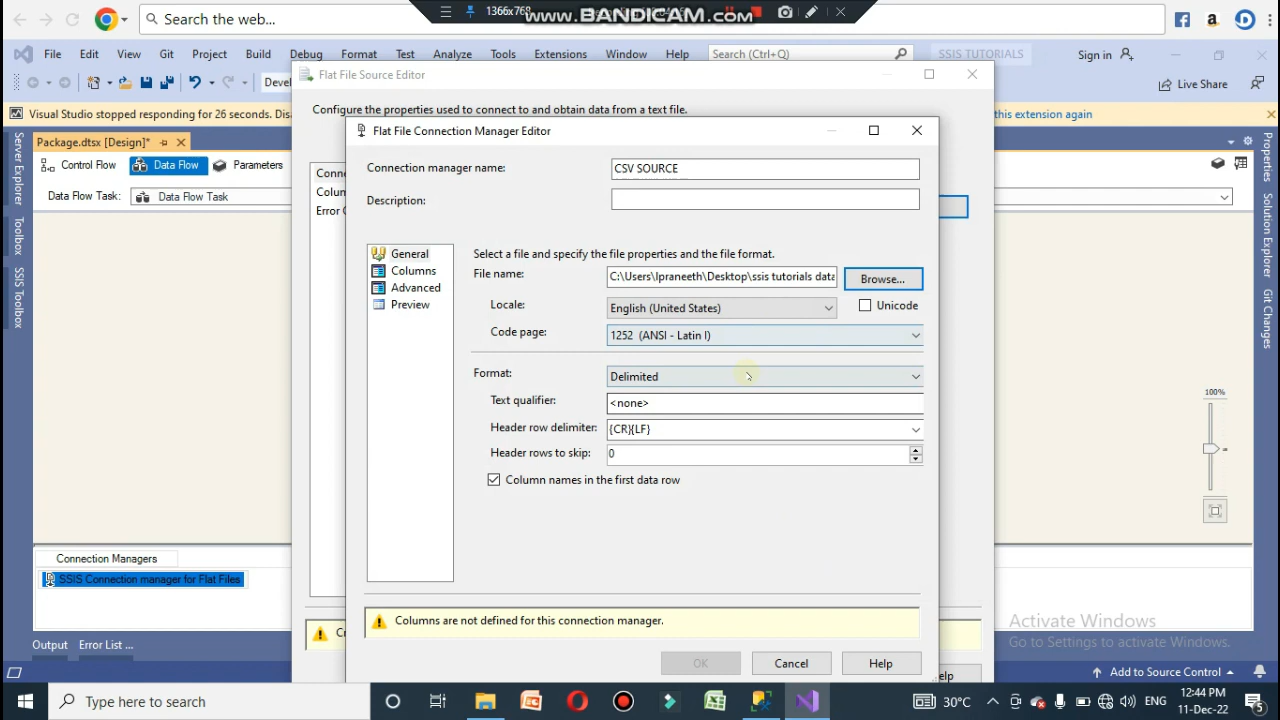 1366x768
www.BANDICAM.com
Search the web...
File Edit View Git Project Build Debug Format Test Analyze Tools Extensions Window Help Search (Ctrl+Q) SSIS TUTORIALS Sign in
Devel
Flat File Source Editor
Live Share
Visual Studio stopped responding for 26 seconds. Disa
this extension again
Configure the properties used to connect to and obtain data from a text file.
Package.dtsx [Design]*
Flat File Connection Manager Editor
Control Flow Data Flow Parameters
Data Flow Task: Data Flow Task
Server Explorer
Toolbox
SSIS Toolbox
Properties
Solution Explorer
Git Changes
Conne
Column
Error O
Connection manager name: CSV SOURCE
Description:
General
Columns
Advanced
Preview
Select a file and specify the file properties and the file format.
File name: C:\Users\Ipraneeth\Desktop\ssis tutorials data Browse...
Locale: English (United States) Unicode
Code page: 1252 (ANSI - Latin I)
Format: Delimited
Text qualifier: <none>
Header row delimiter: {CR}{LF}
Header rows to skip: 0
Column names in the first data row
100%
Connection Managers
SSIS Connection manager for Flat Files
Columns are not defined for this connection manager.
OK Cancel Help
elp
Activate Windows
Go to Settings to activate Windows.
Output Error List ...
Add to Source Control
Type here to search
30°C
ENG
12:44 PM
11-Dec-22
5